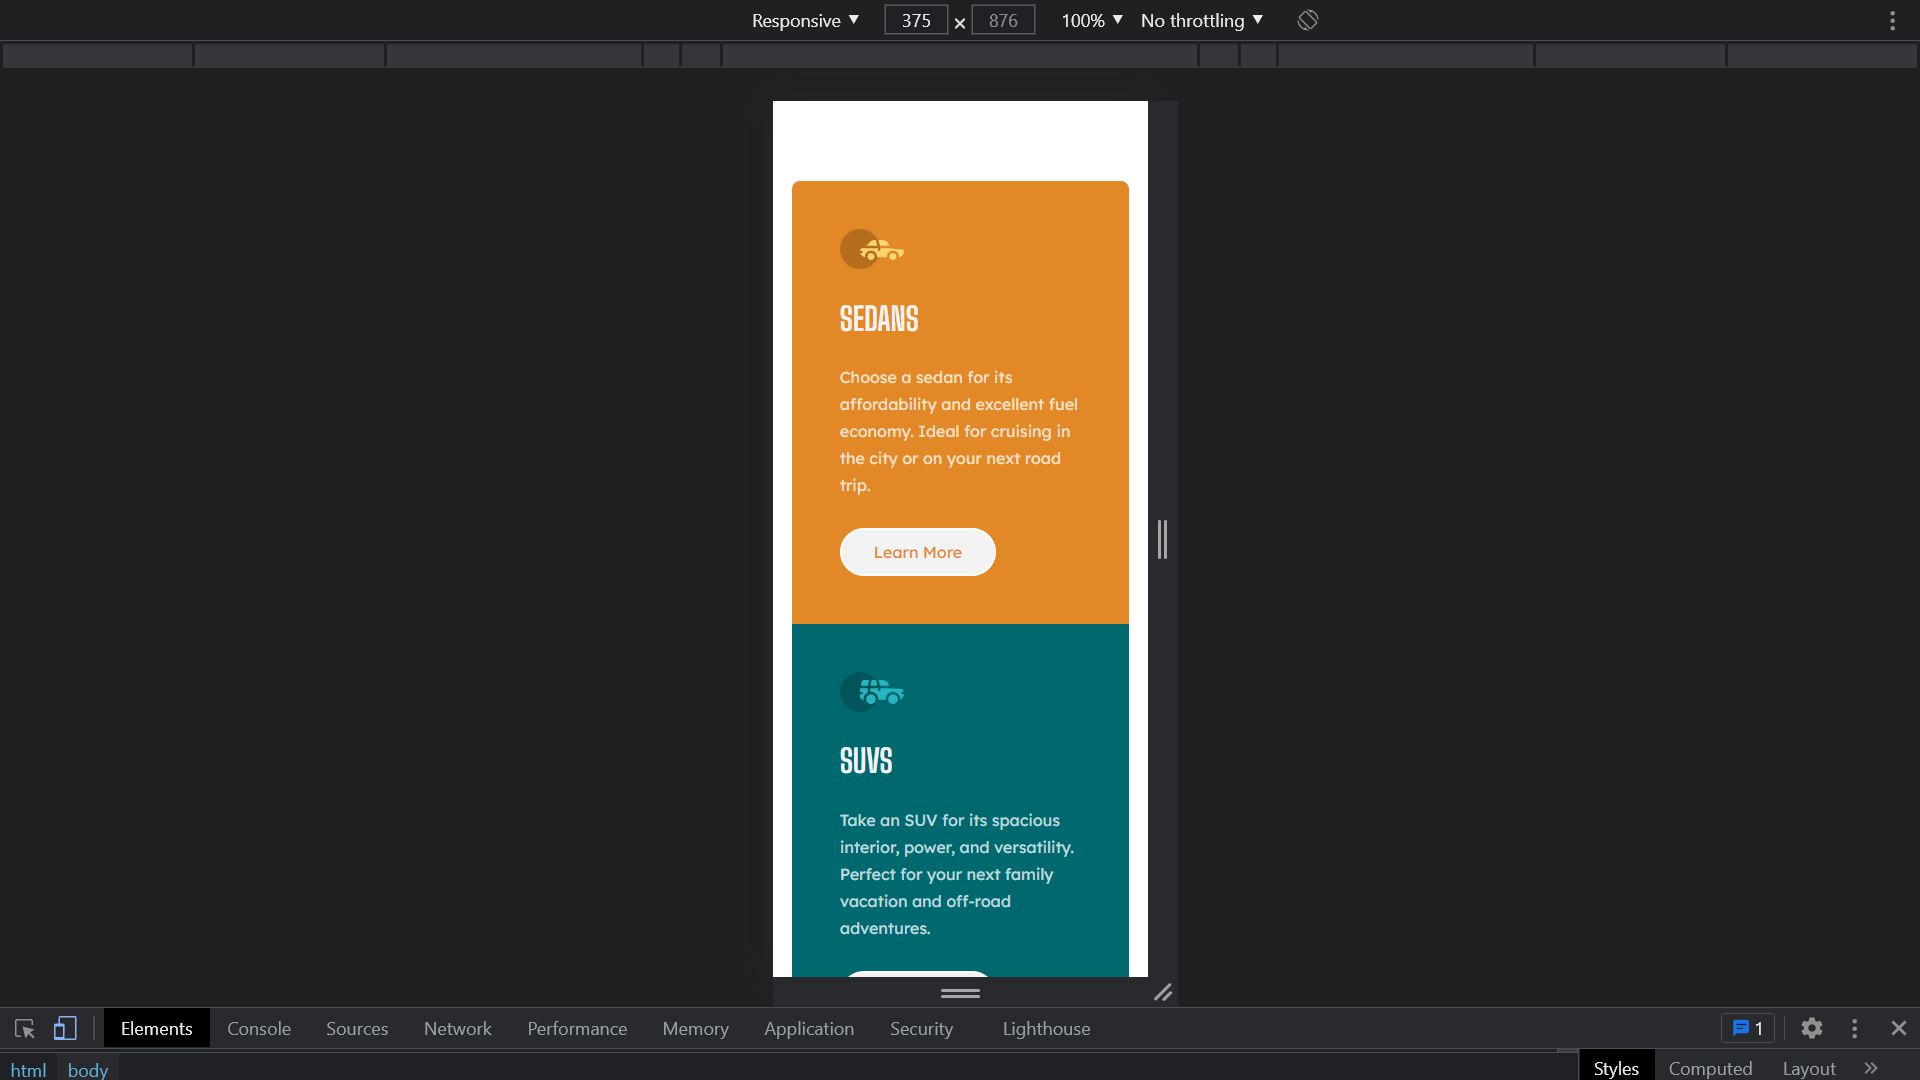 Responsive ▼ 375 × 876 100% ▼ No throttling ▼
SEDANS
Choose a sedan for its
affordability and excellent fuel
economy. Ideal for cruising in
the city or on your next road
trip.
Learn More
SUVS
Take an SUV for its spacious
interior, power, and versatility.
Perfect for your next family
vacation and off-road
adventures.
Elements Console Sources Network Performance Memory Application Security Lighthouse 1
html body Styles Computed Layout »